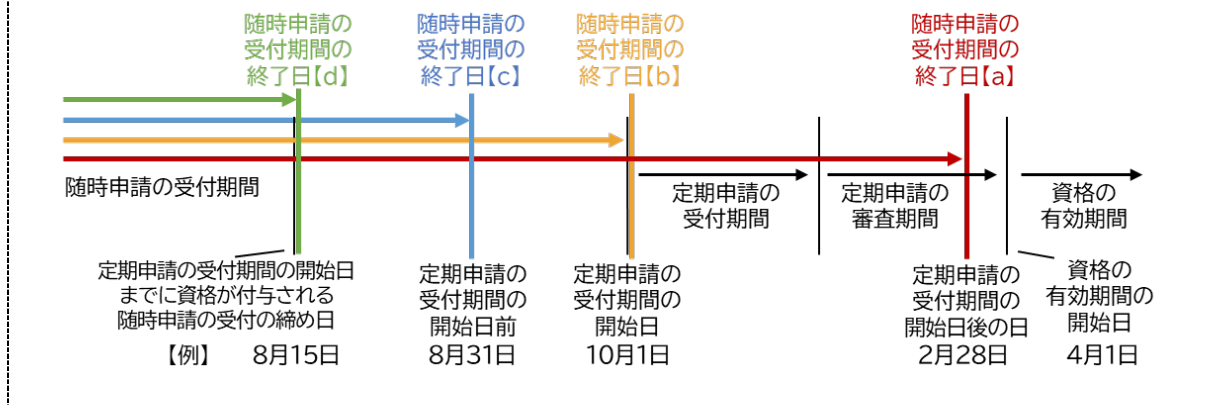 随時申請の
受付期間の
終了日【d】
随時申請の
受付期間の
終了日【c】
随時申請の
受付期間の
終了日【b】
随時申請の
受付期間の
終了日【a】
随時申請の受付期間
定期申請の
受付期間
定期申請の
審査期間
資格の
有効期間
定期申請の受付期間の開始日
までに資格が付与される
随時申請の受付の締め日
定期申請の
受付期間の
開始日前
定期申請の
受付期間の
開始日
定期申請の
受付期間の
開始日後の日
資格の
有効期間の
開始日
【例】 8月15日 8月31日 10月1日 2月28日 4月1日